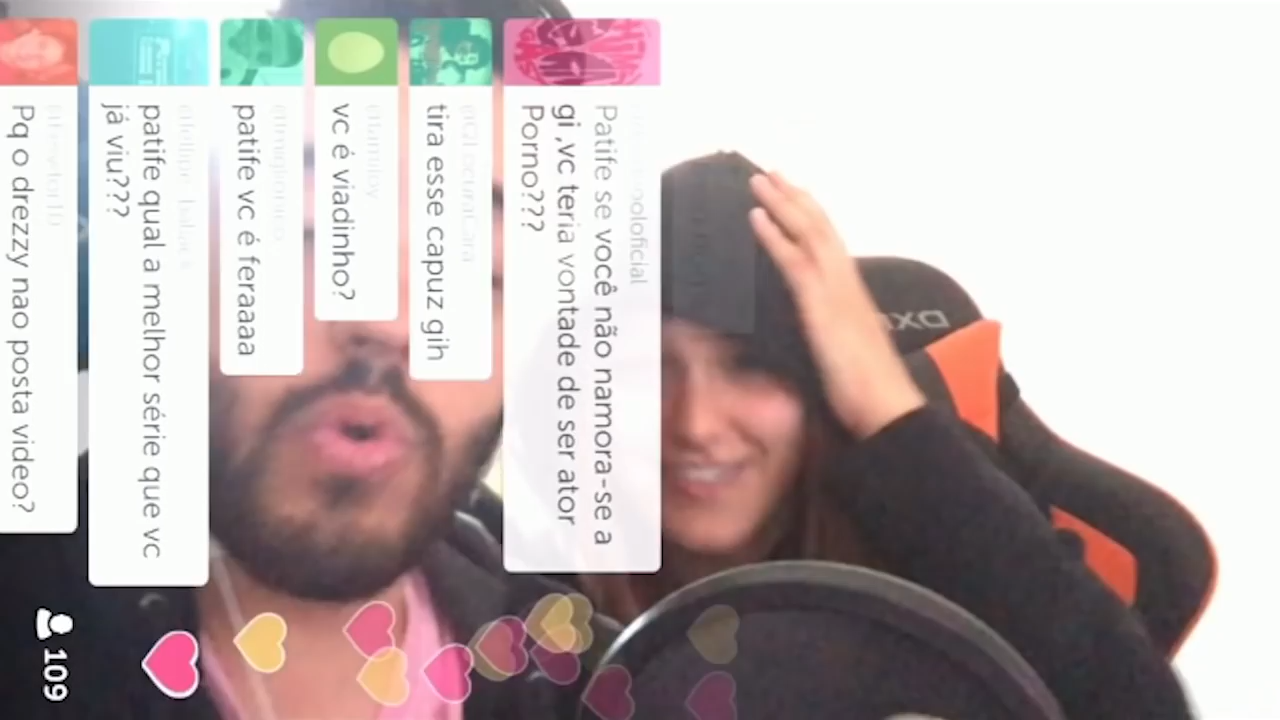 Patife se você não namora-se a
gi ,vc teria vontade de ser ator
Porno???
tira esse capuz gih
vc é viadinho?
patife vc é feraaaa
patife qual a melhor série que vc
já viu???
Pq o drezzy nao posta video?
109